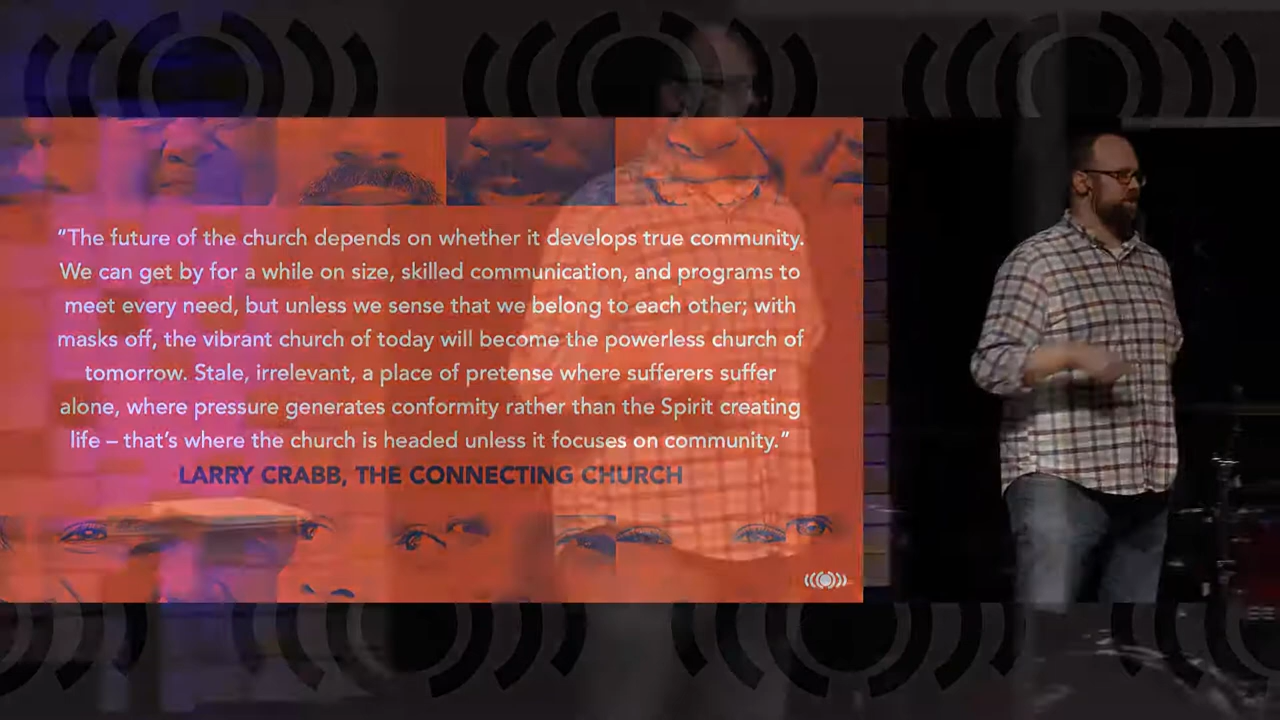 “The future of the church depends on whether it develops true community.
We can get by for a while on size, skilled communication, and programs to
meet every need, but unless we sense that we belong to each other; with
masks off, the vibrant church of today will become the powerless church of
tomorrow. Stale, irrelevant, a place of pretense where sufferers suffer
alone, where pressure generates conformity rather than the Spirit creating
life – that’s where the church is headed unless it focuses on community.”
LARRY CRABB, THE CONNECTING CHURCH